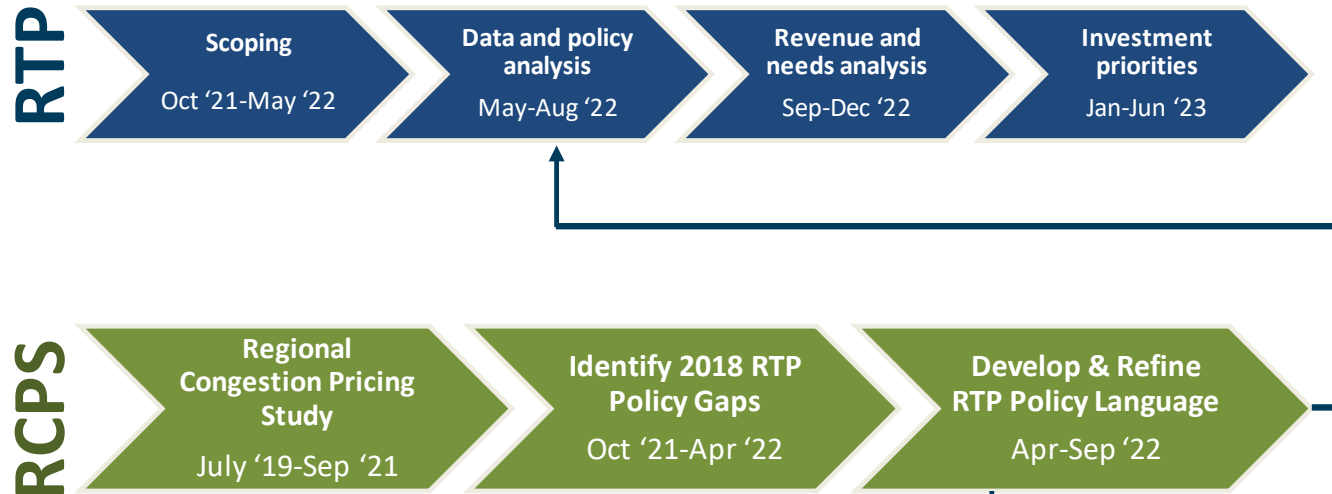 RTP
Scoping
Oct ‘21-May ‘22
Data and policy
analysis
May-Aug ‘22
Revenue and
needs analysis
Sep-Dec ‘22
Investment
priorities
Jan-Jun ‘23
RCPS
Regional
Congestion Pricing
Study
July ‘19-Sep ‘21
Identify 2018 RTP
Policy Gaps
Oct ‘21-Apr ‘22
Develop & Refine
RTP Policy Language
Apr-Sep ‘22